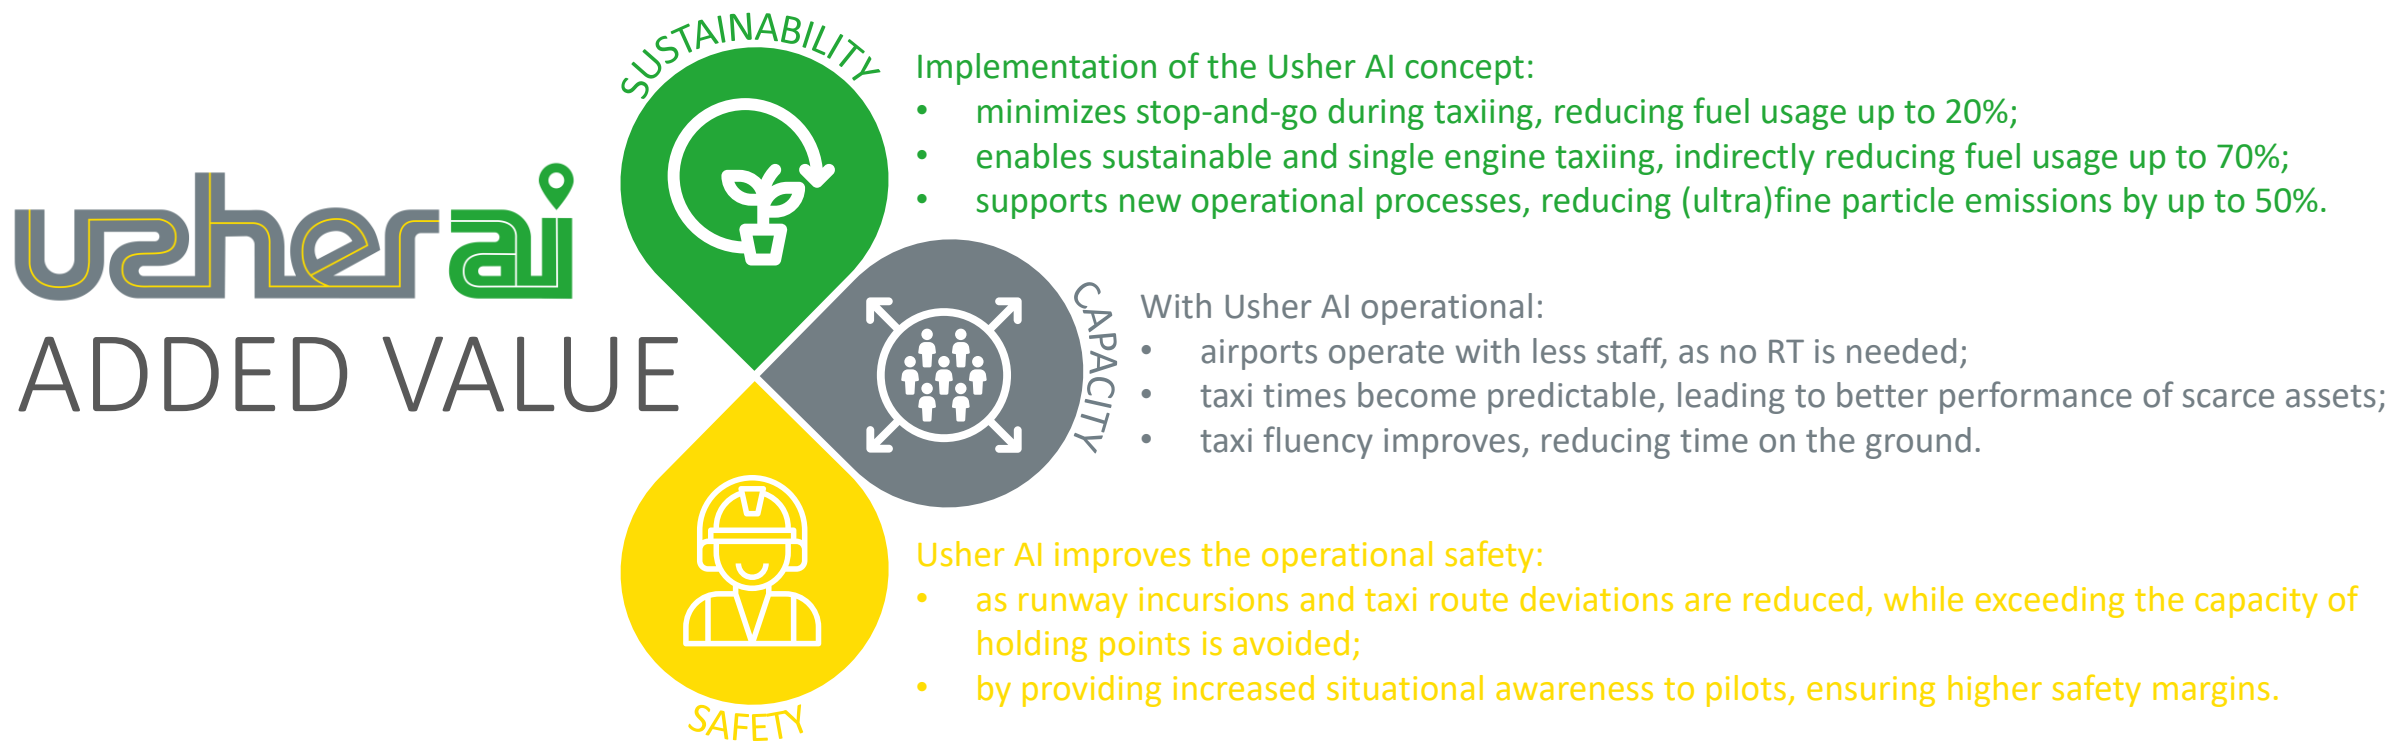 usherai
ADDED VALUE
SUSTAINABILITY
Implementation of the Usher AI concept:
• minimizes stop-and-go during taxiing, reducing fuel usage up to 20%;
• enables sustainable and single engine taxiing, indirectly reducing fuel usage up to 70%;
• supports new operational processes, reducing (ultra)fine particle emissions by up to 50%.
CAPACITY
With Usher AI operational:
• airports operate with less staff, as no RT is needed;
• taxi times become predictable, leading to better performance of scarce assets;
• taxi fluency improves, reducing time on the ground.
SAFETY
Usher AI improves the operational safety:
• as runway incursions and taxi route deviations are reduced, while exceeding the capacity of
holding points is avoided;
• by providing increased situational awareness to pilots, ensuring higher safety margins.